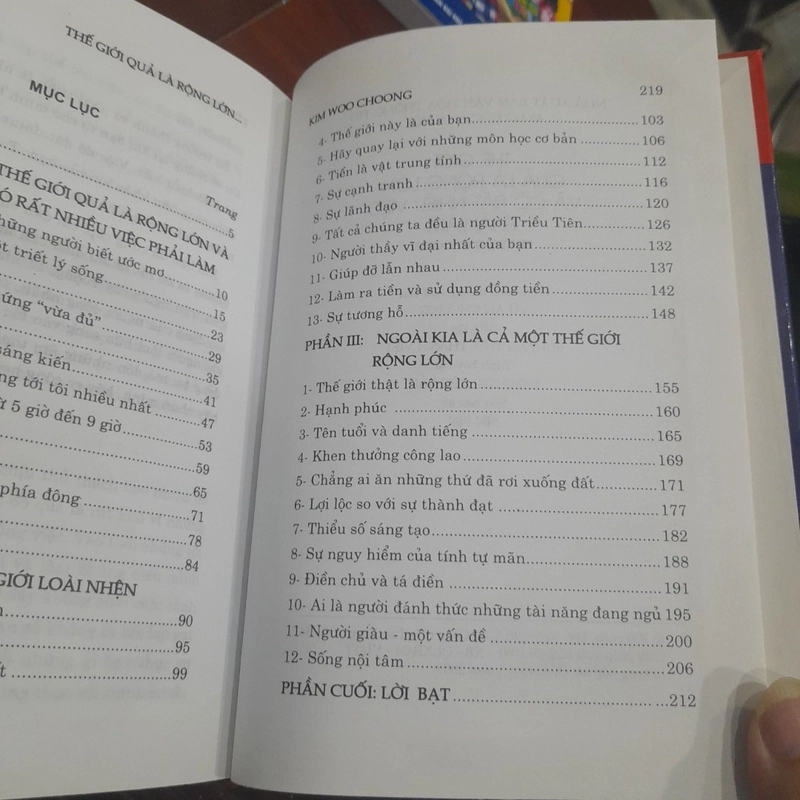 THẾ GIỚI QUẢ LÀ RỘNG LỚN...
MỤC LỤC
Trang
5
THẾ GIỚI QUẢ LÀ RỘNG LỚN VÀ
RẤT NHIỀU VIỆC PHẢI LÀM
những người biết ước mơ..........10
triết lý sống..........15
ứng "vừa đủ"..........23
..........29
sáng kiến..........35
tới tôi nhiều nhất..........41
5 giờ đến 9 giờ..........47
..........53
..........59
..........65
phía đông..........71
..........78
..........84
GIỚI LOÀI NHỆN
..........90
..........95
..........99
KIM WOO CHOONG 219
4- Thế giới này là của bạn..........103
5- Hãy quay lại với những môn học cơ bản..........106
6- Tiền là vật trung tính..........112
7- Sự cạnh tranh..........116
8- Sự lãnh đạo..........120
9- Tất cả chúng ta đều là người Triều Tiên..........126
10- Người thầy vĩ đại nhất của bạn..........132
11- Giúp đỡ lẫn nhau..........137
12- Làm ra tiền và sử dụng đồng tiền..........142
13- Sự tương hỗ..........148
PHẦN III: NGOÀI KIA LÀ CẢ MỘT THẾ GIỚI
RỘNG LỚN
1- Thế giới thật là rộng lớn..........155
2- Hạnh phúc..........160
3- Tên tuổi và danh tiếng..........165
4- Khen thưởng công lao..........169
5- Chẳng ai ăn những thứ đã rơi xuống đất..........171
6- Lợi lộc so với sự thành đạt..........177
7- Thiểu số sáng tạo..........182
8- Sự nguy hiểm của tính tự mãn..........188
9- Điền chủ và tá điền..........191
10- Ai là người đánh thức những tài năng đang ngủ 195
11- Người giàu - một vấn đề..........200
12- Sống nội tâm..........206
PHẦN CUỐI: LỜI BẠT..........212